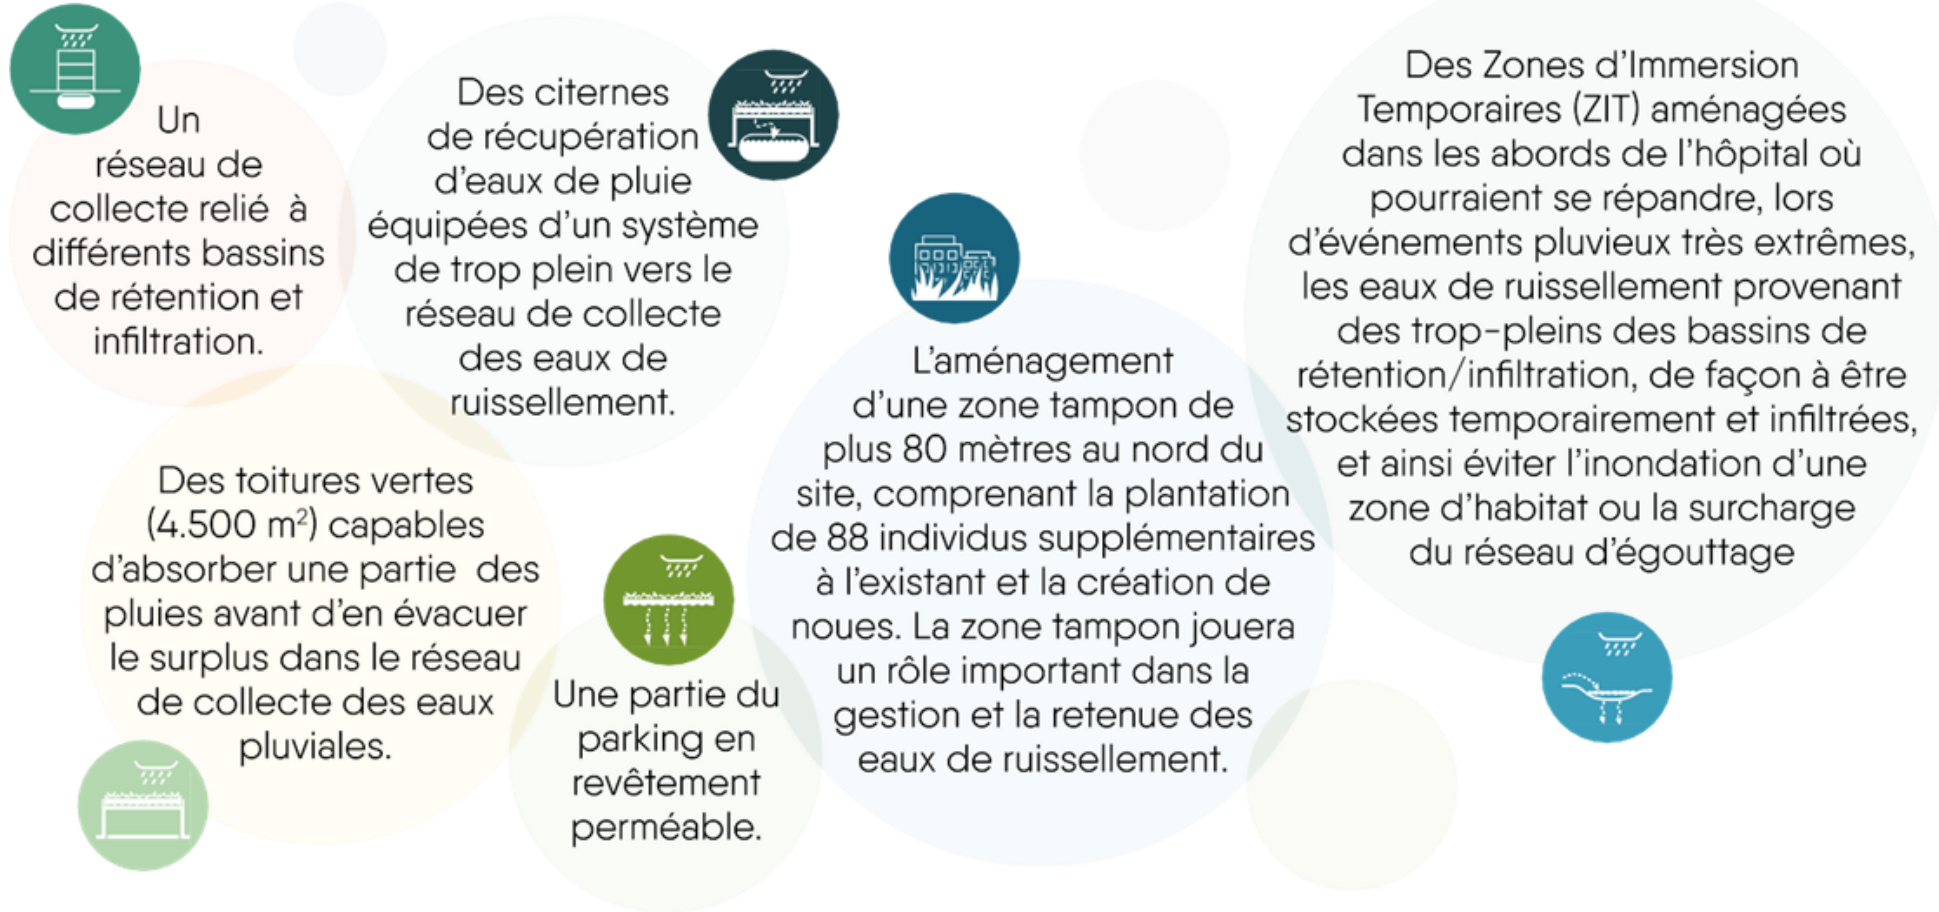 Un
réseau de
collecte relié à
différents bassins
de rétention et
infiltration.
Des citernes
de récupération
d'eaux de pluie
équipées d'un système
de trop plein vers le
réseau de collecte
des eaux de
ruissellement.
Des toitures vertes
(4.500 m²) capables
d'absorber une partie des
pluies avant d'en évacuer
le surplus dans le réseau
de collecte des eaux
pluviales.
Une partie du
parking en
revêtement
perméable.
L'aménagement
d'une zone tampon de
plus 80 mètres au nord du
site, comprenant la plantation
de 88 individus supplémentaires
à l'existant et la création de
noues. La zone tampon jouera
un rôle important dans la
gestion et la retenue des
eaux de ruissellement.
Des Zones d'Immersion
Temporaires (ZIT) aménagées
dans les abords de l'hôpital où
pourraient se répandre, lors
d'événements pluvieux très extrêmes,
les eaux de ruissellement provenant
des trop-pleins des bassins de
rétention/infiltration, de façon à être
stockées temporairement et infiltrées,
et ainsi éviter l'inondation d'une
zone d'habitat ou la surcharge
du réseau d'égouttage